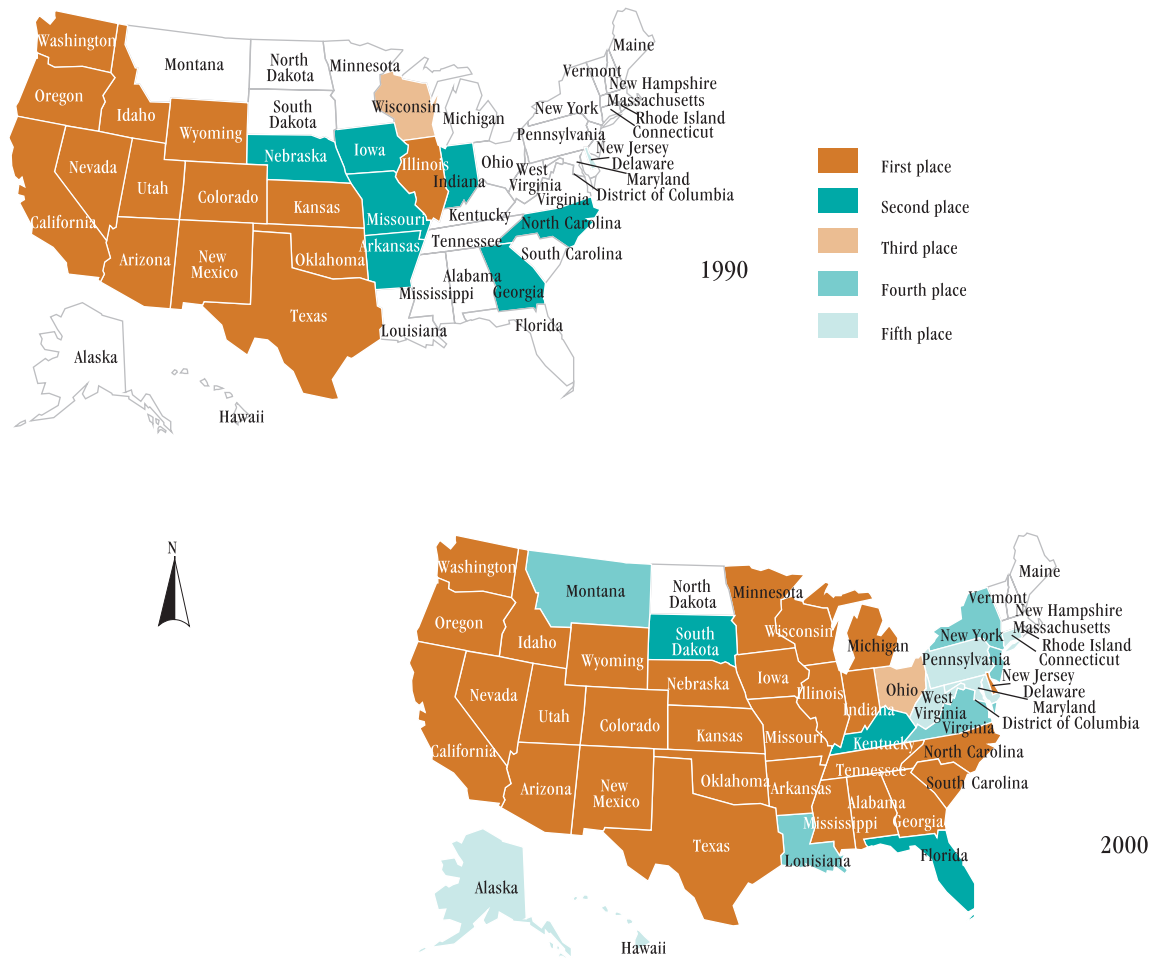 Washington
Montana
North
Dakota
Minnesota
Maine
Vermont
New Hampshire
Massachusetts
Rhode Island
Connecticut
Oregon
Idaho
Wyoming
South
Dakota
Wisconsin
Michigan
New York
Pennsylvania
New Jersey
Delaware
Maryland
District of Columbia
Nevada
Utah
Colorado
Nebraska
Iowa
Illinois
Indiana
Ohio
West
Virginia
Virginia
California
Kansas
Missouri
Kentucky
North Carolina
Arizona
New
Mexico
Oklahoma
Arkansas
Tennessee
South Carolina
Texas
Mississippi
Alabama
Georgia
Louisiana
Florida
Alaska
Hawaii
1990
First place
Second place
Third place
Fourth place
Fifth place
N
Washington
Montana
North
Dakota
Minnesota
Maine
Vermont
New Hampshire
Massachusetts
Rhode Island
Connecticut
Oregon
Idaho
Wyoming
South
Dakota
Wisconsin
Michigan
New York
Pennsylvania
New Jersey
Delaware
Maryland
District of Columbia
Nevada
Utah
Colorado
Nebraska
Iowa
Illinois
Indiana
Ohio
West
Virginia
Virginia
California
Kansas
Missouri
Kentucky
North Carolina
Arizona
New
Mexico
Oklahoma
Arkansas
Tennessee
South Carolina
Texas
Mississippi
Alabama
Georgia
Louisiana
Florida
Alaska
Hawaii
2000